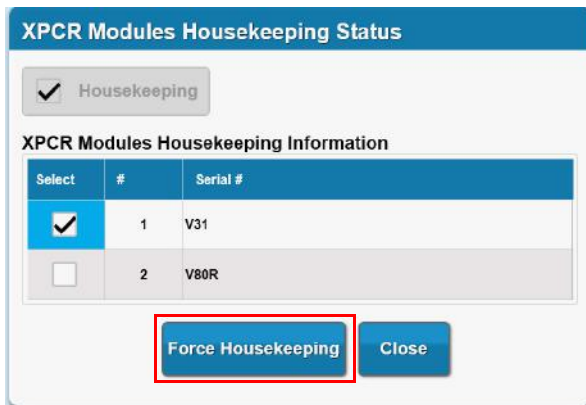 XPCR Modules Housekeeping Status
Housekeeping
XPCR Modules Housekeeping Information
Select # Serial #
1 V31
2 V80R
Force Housekeeping Close